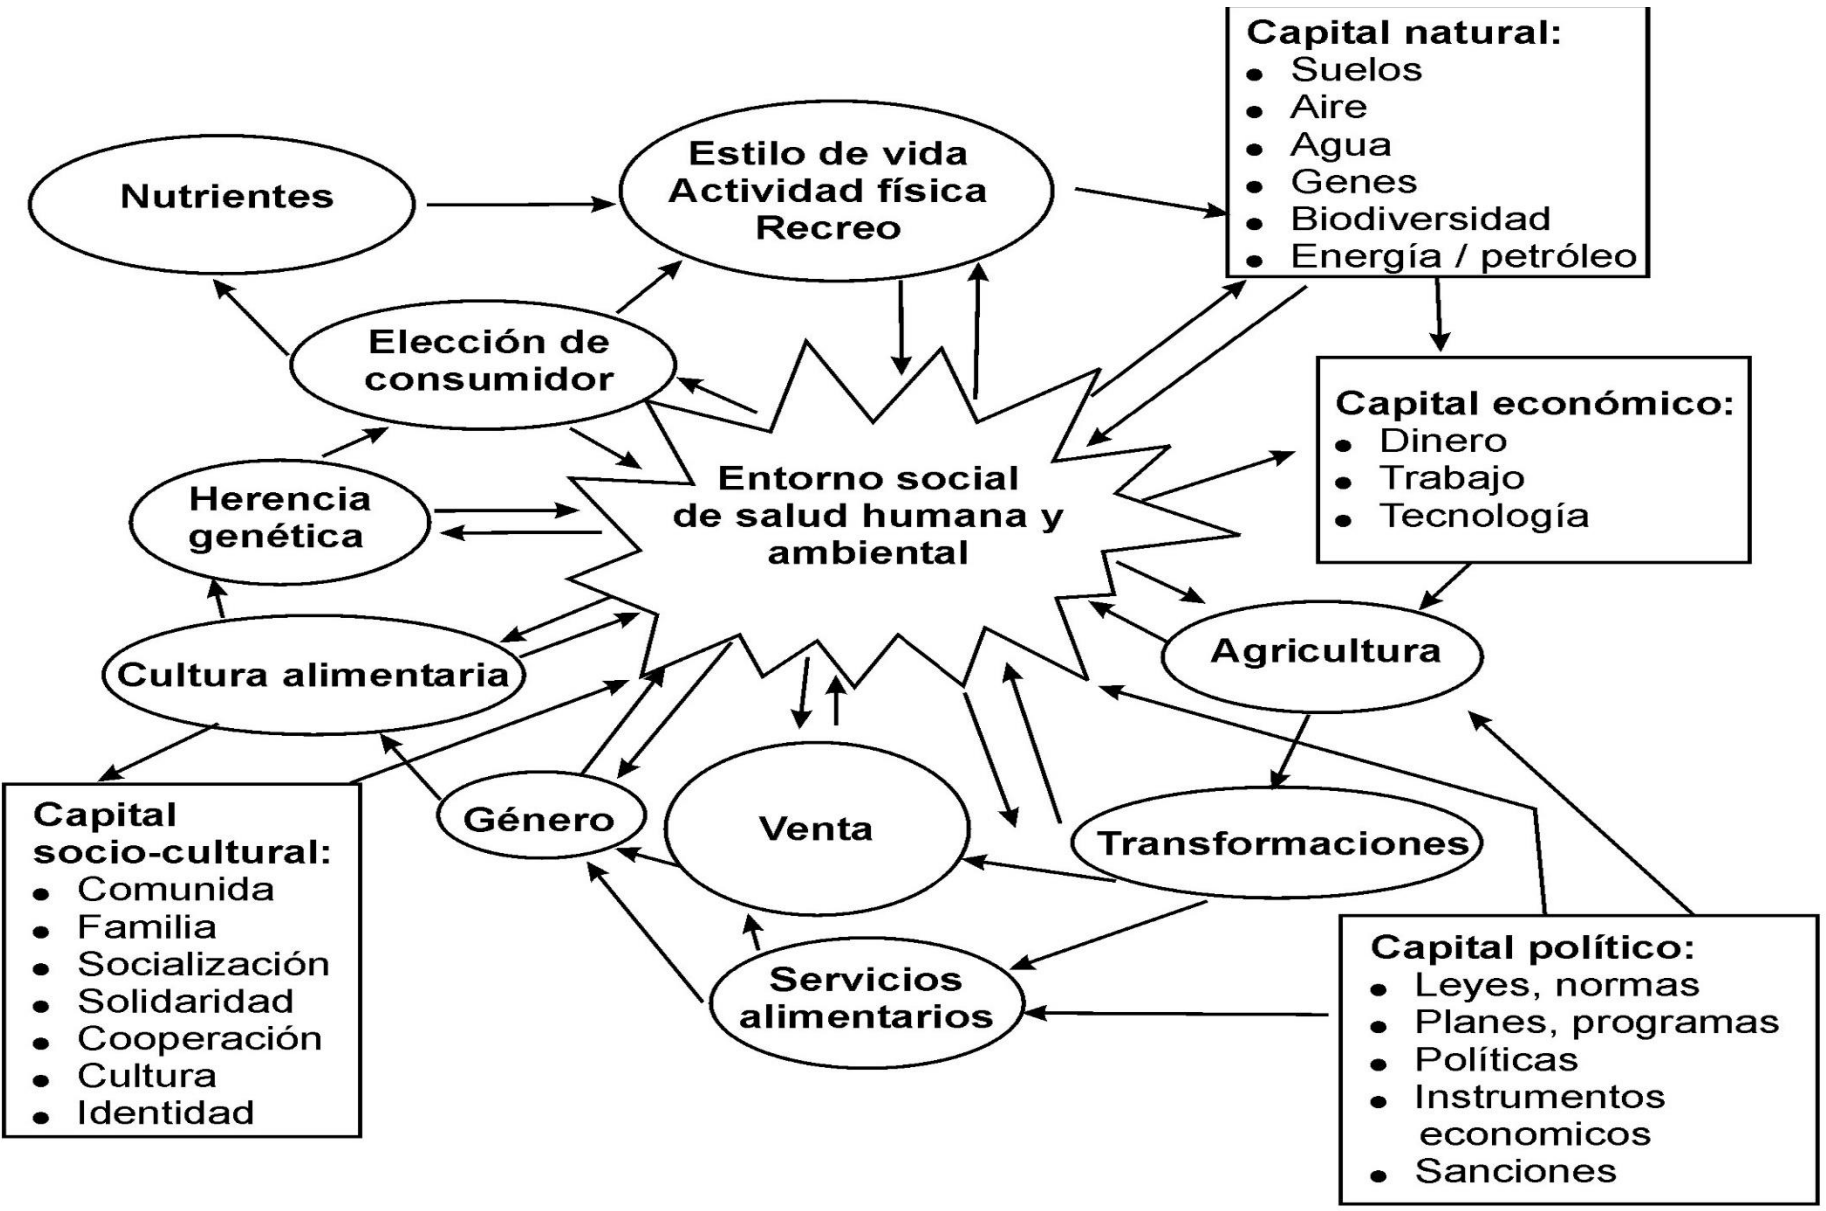 Nutrientes
Estilo de vida
Actividad física
Recreo
Capital natural:
• Suelos
• Aire
• Agua
• Genes
• Biodiversidad
• Energía / petróleo
Elección de
consumidor
Capital económico:
• Dinero
• Trabajo
• Tecnología
Herencia
genética
Entorno social
de salud humana y
ambiental
Cultura alimentaria
Agricultura
Capital
socio-cultural:
• Comunida
• Familia
• Socialización
• Solidaridad
• Cooperación
• Cultura
• Identidad
Género
Venta
Transformaciones
Servicios
alimentarios
Capital político:
• Leyes, normas
• Planes, programas
• Políticas
• Instrumentos
economicos
• Sanciones